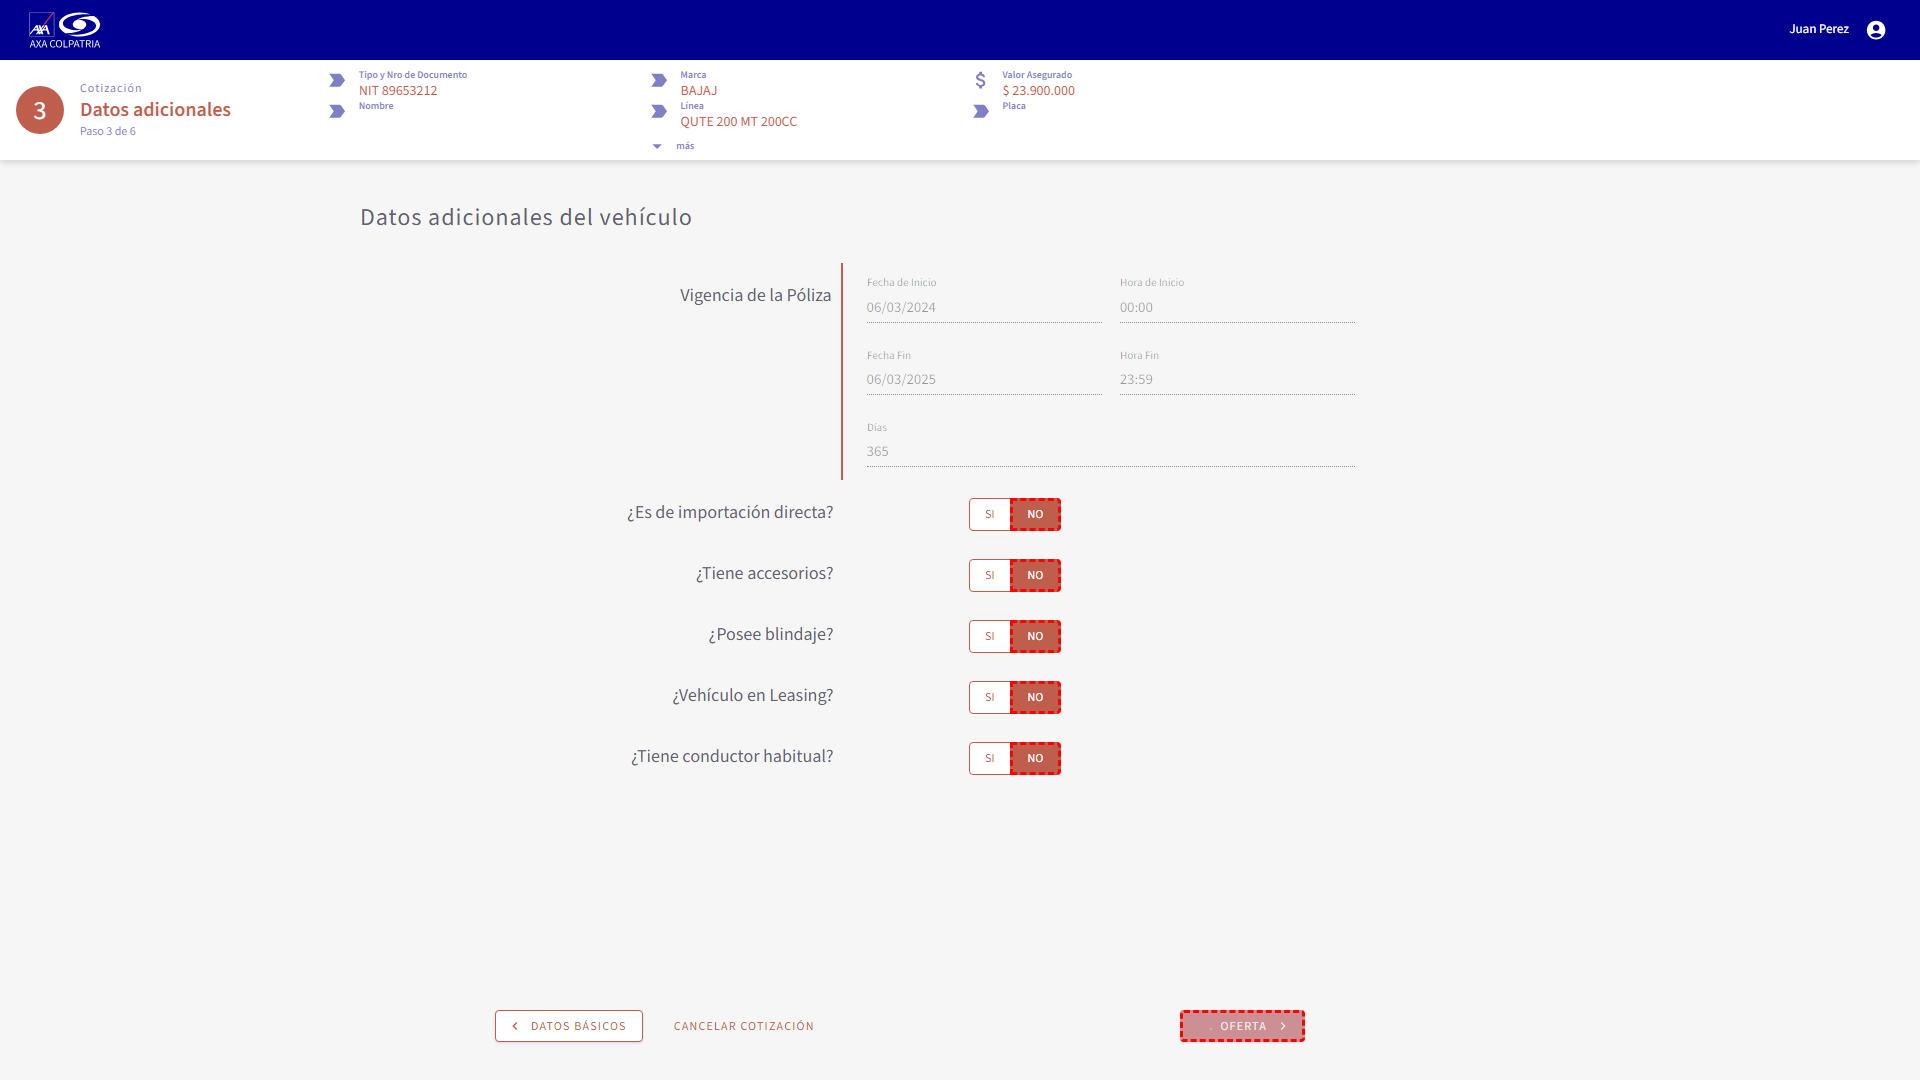 AXA COLPATRIA
Juan Perez
3
Cotización
Datos adicionales
Paso 3 de 6
Tipo y Nro de Documento
NIT 89653212
Nombre
Marca
BAJAJ
Línea
QUTE 200 MT 200CC
más
$
Valor Asegurado
$ 23.900.000
Placa
Datos adicionales del vehículo
Vigencia de la Póliza
Fecha de Inicio
06/03/2024
Hora de Inicio
00:00
Fecha Fin
06/03/2025
Hora Fin
23:59
Días
365
¿Es de importación directa? SI NO
¿Tiene accesorios? SI NO
¿Posee blindaje? SI NO
¿Vehículo en Leasing? SI NO
¿Tiene conductor habitual? SI NO
DATOS BÁSICOS CANCELAR COTIZACIÓN . OFERTA